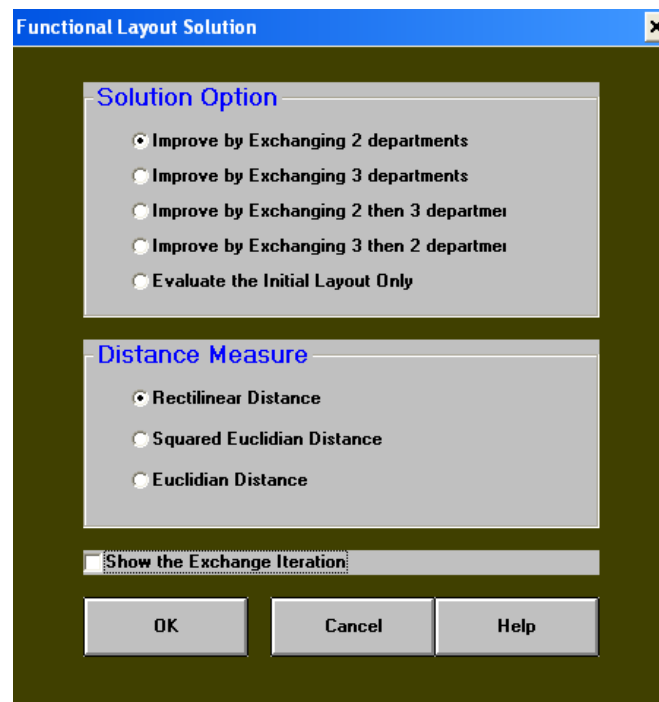 Functional Layout Solution
Solution Option
Improve by Exchanging 2 departments
Improve by Exchanging 3 departments
Improve by Exchanging 2 then 3 departmer
Improve by Exchanging 3 then 2 departmer
Evaluate the Initial Layout Only
Distance Measure
Rectilinear Distance
Squared Euclidian Distance
Euclidian Distance
Show the Exchange Iteration
OK Cancel Help